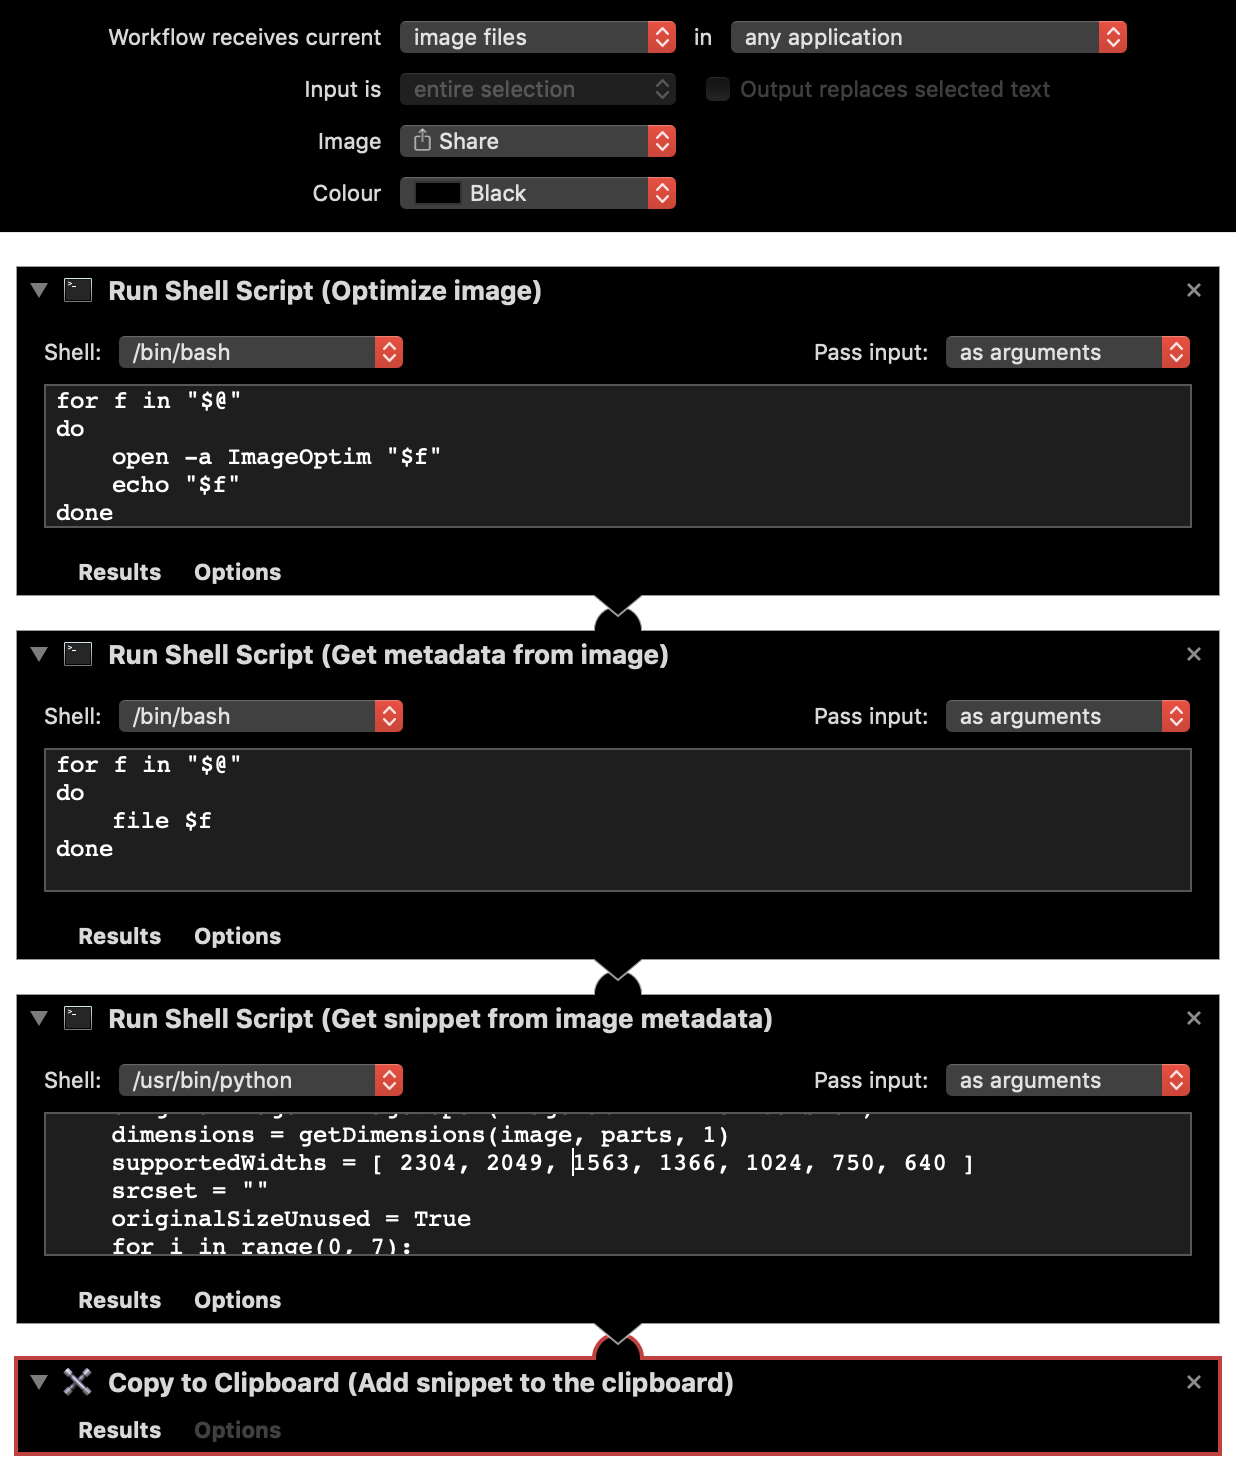 Workflow receives current image files in any application
Input is entire selection Output replaces selected text
Image Share
Colour Black
Run Shell Script (Optimize image)
Shell: /bin/bash Pass input: as arguments
for f in "$@"
do
open -a ImageOptim "$f"
echo "$f"
done
Results Options
Run Shell Script (Get metadata from image)
Shell: /bin/bash Pass input: as arguments
for f in "$@"
do
file $f
done
Results Options
Run Shell Script (Get snippet from image metadata)
Shell: /usr/bin/python Pass input: as arguments
dimensions = getDimensions(image, parts, 1)
supportedWidths = [ 2304, 2049, 1563, 1366, 1024, 750, 640 ]
srcset = ""
originalSizeUnused = True
for i in range(0, 7):
Results Options
Copy to Clipboard (Add snippet to the clipboard)
Results Options